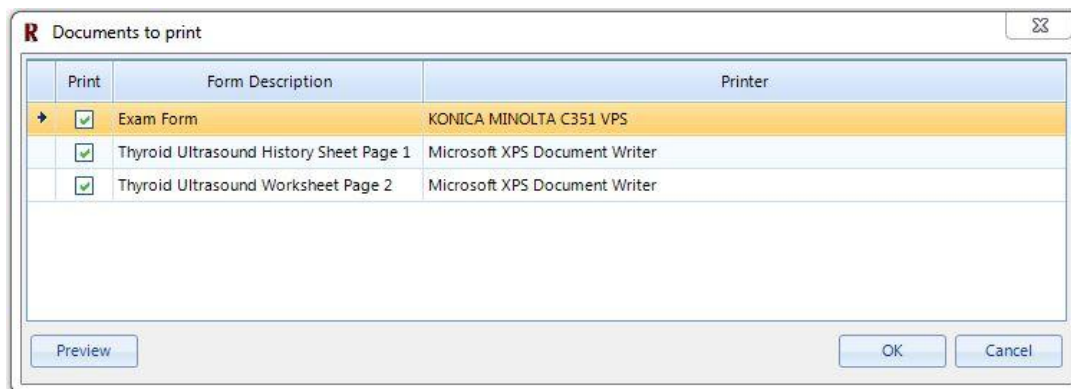 R Documents to print
Print Form Description Printer
Exam Form KONICA MINOLTA C351 VPS
Thyroid Ultrasound History Sheet Page 1 Microsoft XPS Document Writer
Thyroid Ultrasound Worksheet Page 2 Microsoft XPS Document Writer
Preview OK Cancel